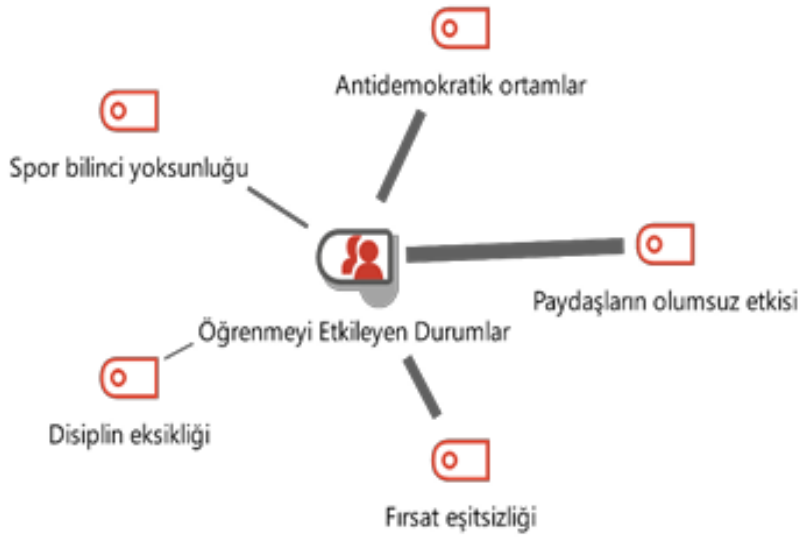 Antidemokratik ortamlar
Spor bilinci yoksunluğu
Paydaşların olumsuz etkisi
Öğrenmeyi Etkileyen Durumlar
Disiplin eksikliği
Fırsat eşitsizliği